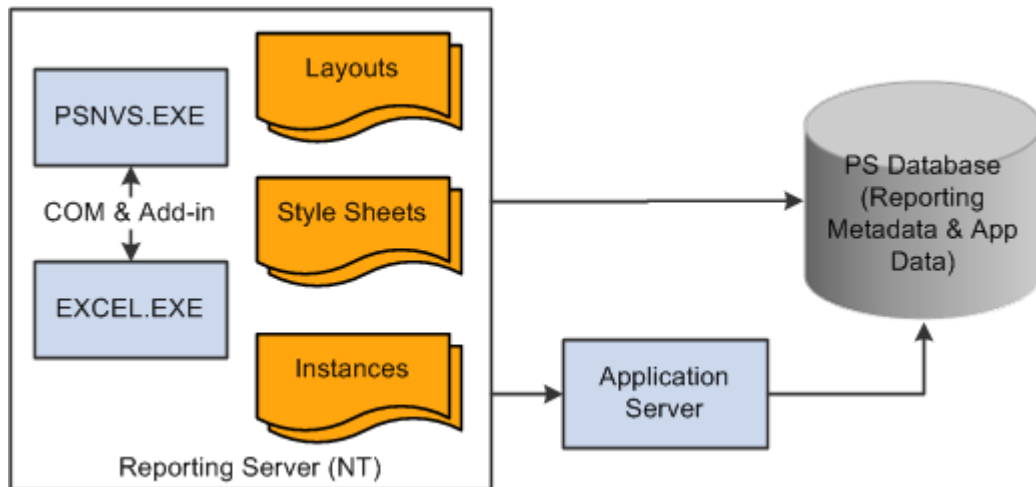 PSNVS.EXE
COM & Add-in
EXCEL.EXE
Layouts
Style Sheets
Instances
Reporting Server (NT)
Application
Server
PS Database
(Reporting
Metadata & App
Data)